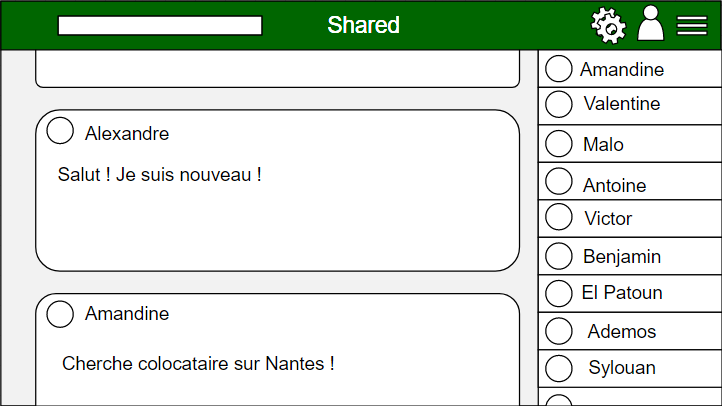 Shared
Alexandre
Salut ! Je suis nouveau !
Amandine
Cherche colocataire sur Nantes !
Amandine
Valentine
Malo
Antoine
Victor
Benjamin
El Patoun
Ademos
Sylouan